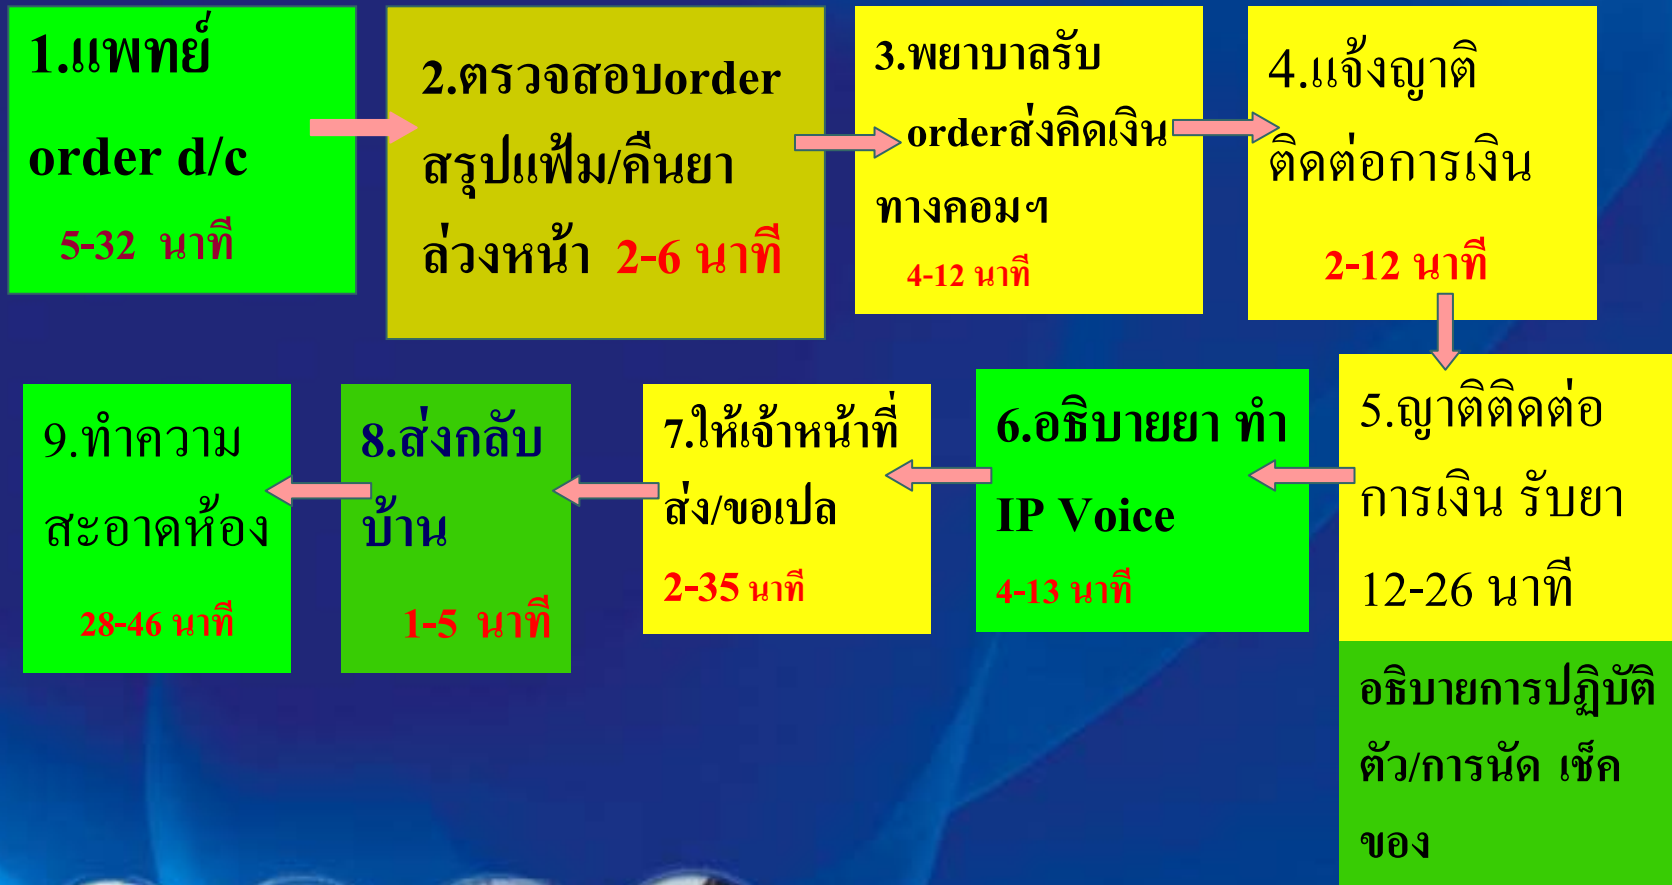 1.แพทย์
order d/c
5-32 นาที
2.ตรวจสอบorder
สรุปแฟ้ม/คืนยา
ล่วงหน้า 2-6 นาที
3.พยาบาลรับ
orderส่งคิดเงิน
ทางคอมฯ
4-12 นาที
4.แจ้งญาติ
ติดต่อการเงิน
2-12 นาที
5.ญาติติดต่อ
การเงิน รับยา
12-26 นาที
อธิบายการปฏิบัติ
ตัว/การนัด เช็ค
ของ
6.อธิบายยา ทำ
IP Voice
4-13 นาที
7.ให้เจ้าหน้าที่
ส่ง/ขอเปล
2-35 นาที
8.ส่งกลับ
บ้าน
1-5 นาที
9.ทำความ
สะอาดห้อง
28-46 นาที